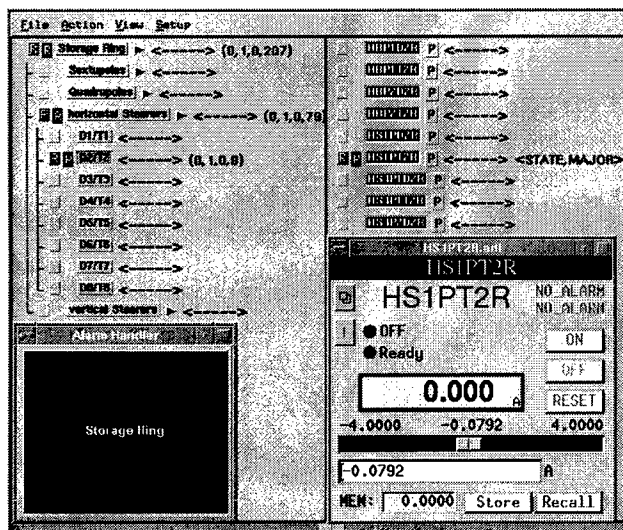 File Action View Setup
Storage Ring <------> (0,1,0,207)
Sextupoles <------>
Quadrupoles <------>
horizontal Steerers <------> (0,1,0,79)
D1/T1 <------>
D2/T2 <------> (0,1,0,9)
D3/T3 <------>
D4/T4 <------>
D5/T5 <------>
D6/T6 <------>
D7/T7 <------>
D8/T8 <------>
vertical Steerers <------>
P <------>
P <------>
P <------>
P <------>
P <------>
P <------> <STATE,MAJOR>
P <------>
P <------>
P <------>
Alarm Handler
Storage Ring
HS1PT2R.adl
HS1PT2R
HS1PT2R
NO_ALARM
NO_ALARM
OFF
Ready
ON
OFF
RESET
0.000 A
-4.0000 -0.0792 4.0000
-0.0792 A
MEM: 0.0000 Store Recall